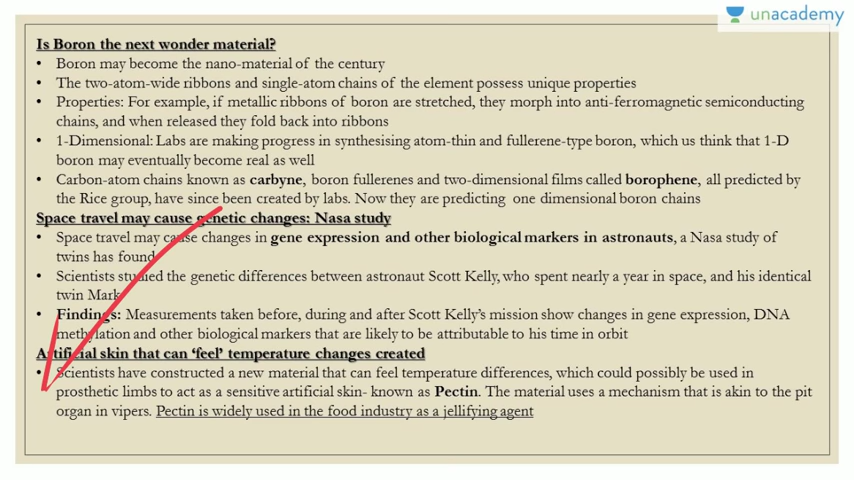 unacademy
Is Boron the next wonder material?
• Boron may become the nano-material of the century
• The two-atom-wide ribbons and single-atom chains of the element possess unique properties
• Properties: For example, if metallic ribbons of boron are stretched, they morph into anti-ferromagnetic semiconducting
chains, and when released they fold back into ribbons
• 1-Dimensional: Labs are making progress in synthesising atom-thin and fullerene-type boron, which us think that 1-D
boron may eventually become real as well
• Carbon-atom chains known as carbyne, boron fullerenes and two-dimensional films called borophene, all predicted by
the Rice group, have since been created by labs. Now they are predicting one dimensional boron chains
Space travel may cause genetic changes: Nasa study
• Space travel may cause changes in gene expression and other biological markers in astronauts, a Nasa study of
twins has found
• Scientists studied the genetic differences between astronaut Scott Kelly, who spent nearly a year in space, and his identical
twin Mark
• Findings: Measurements taken before, during and after Scott Kelly's mission show changes in gene expression, DNA
methylation and other biological markers that are likely to be attributable to his time in orbit
Artificial skin that can 'feel' temperature changes created
• Scientists have constructed a new material that can feel temperature differences, which could possibly be used in
prosthetic limbs to act as a sensitive artificial skin- known as Pectin. The material uses a mechanism that is akin to the pit
organ in vipers. Pectin is widely used in the food industry as a jellifying agent